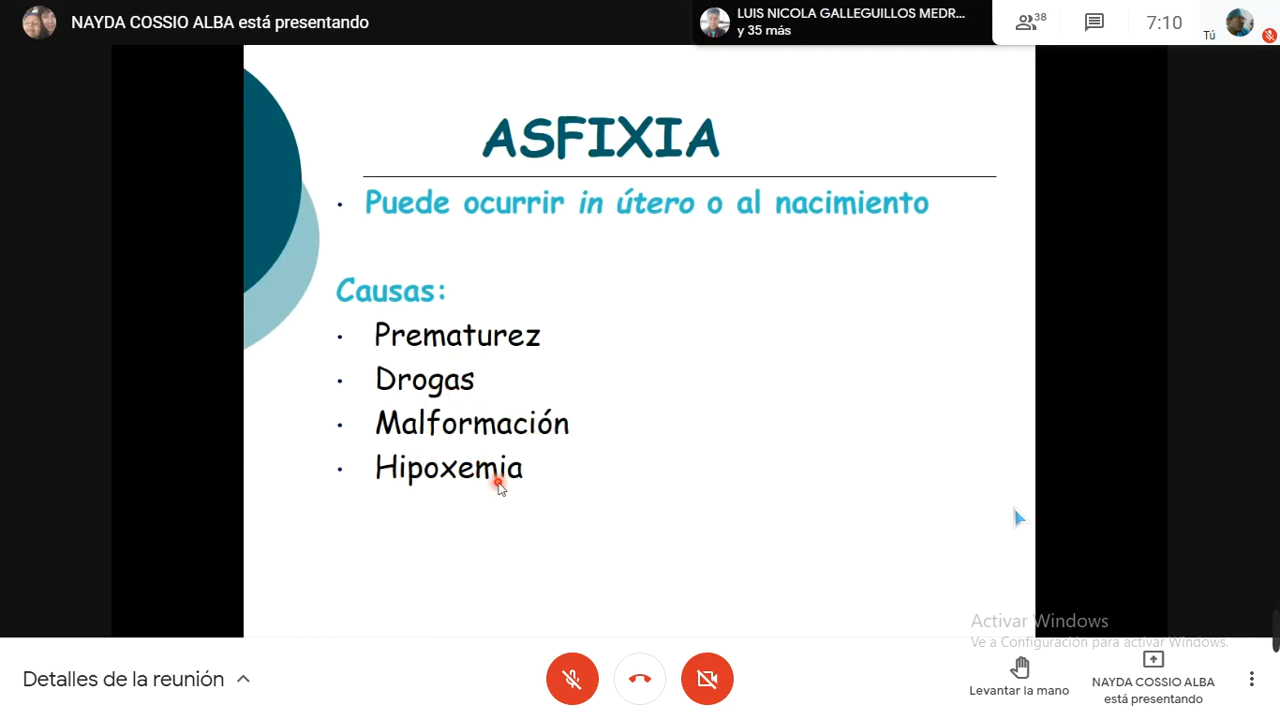 NAYDA COSSIO ALBA está presentando
LUIS NICOLA GALLEGUILLOS MEDR...
y 35 más
38
7:10
Tú
ASFIXIA
• Puede ocurrir in útero o al nacimiento
Causas:
• Prematurez
• Drogas
• Malformación
• Hipoxemia
Activar Windows
Ve a Configuración para activar Windows.
Detalles de la reunión
Levantar la mano
NAYDA COSSIO ALBA
está presentando